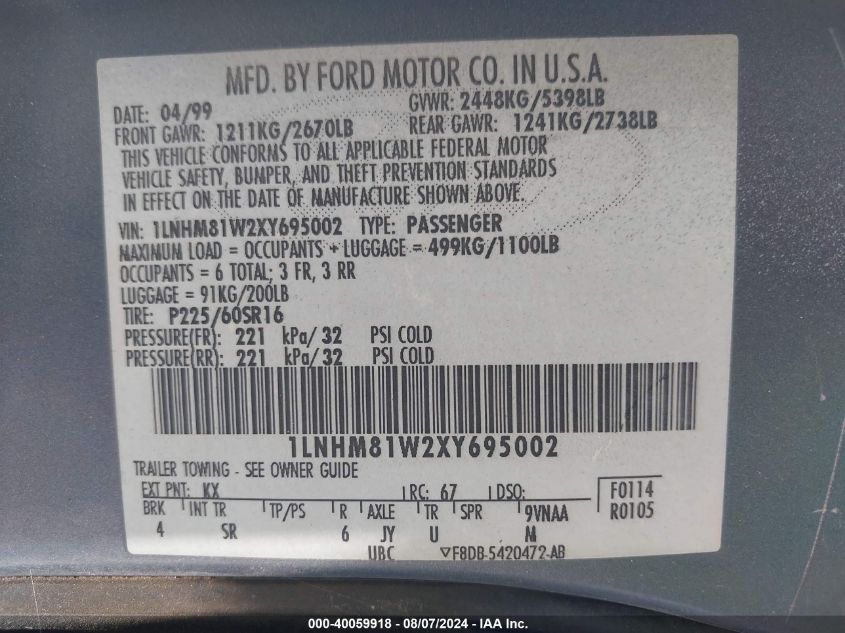 MFD. BY FORD MOTOR CO. IN U.S.A.
DATE: 04/99 GVWR: 2448KG/5398LB
FRONT GAWR: 1211KG/2670LB REAR GAWR: 1241KG/2738LB
THIS VEHICLE CONFORMS TO ALL APPLICABLE FEDERAL MOTOR
VEHICLE SAFETY, BUMPER, AND THEFT PREVENTION STANDARDS
IN EFFECT ON THE DATE OF MANUFACTURE SHOWN ABOVE.
VIN: 1LNHM81W2XY695002 TYPE: PASSENGER
MAXIMUM LOAD = OCCUPANTS + LUGGAGE = 499KG/1100LB
OCCUPANTS = 6 TOTAL; 3 FR, 3 RR
LUGGAGE = 91KG/200LB
TIRE: P225/60SR16
PRESSURE(FR): 221 kPa/ 32 PSI COLD
PRESSURE(RR): 221 kPa/ 32 PSI COLD
1LNHM81W2XY695002
TRAILER TOWING - SEE OWNER GUIDE
EXT PNT: KX RC: 67 DSO: F0114
BRK INT TR TP/PS R AXLE TR SPR 9VNAA R0105
4 SR 6 JY U M
UBC ▽F8DB-5420472-AB
000-40059918 - 08/07/2024 - IAA Inc.